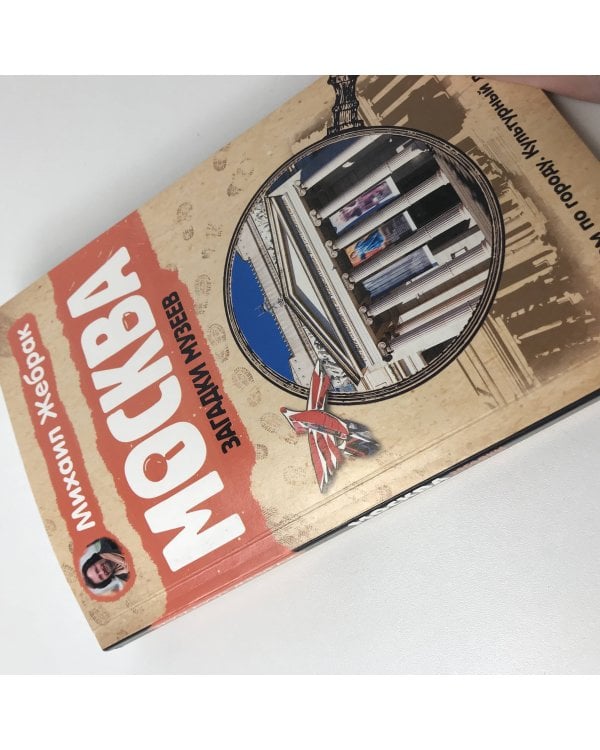 Михаил Жебрак
МОСКВА
ЗАГАДКИ МУЗЕЕВ
по городу. Культурный